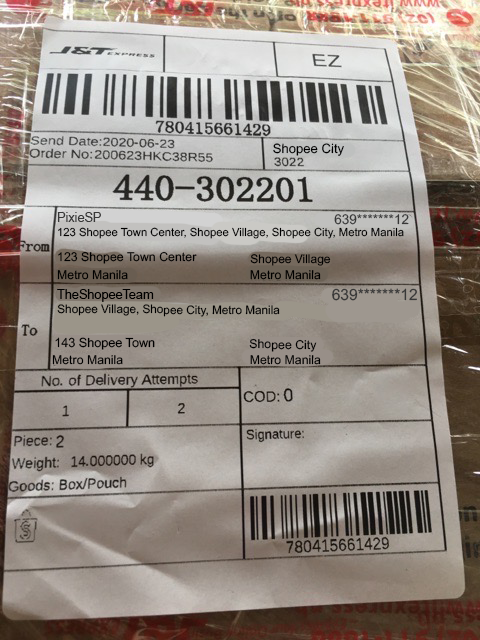 J&T EXPRESS
EZ
780415661429
Send Date:2020-06-23
Order No:200623HKC38R55
Shopee City
3022
440-302201
From
PixieSP 639*******12
123 Shopee Town Center, Shopee Village, Shopee City, Metro Manila
123 Shopee Town Center Shopee Village
Metro Manila Metro Manila
To
TheShopeeTeam 639*******12
Shopee Village, Shopee City, Metro Manila
143 Shopee Town Shopee City
Metro Manila Metro Manila
No. of Delivery Attempts
1 2
COD: 0
Piece: 2
Weight: 14.000000 kg
Goods: Box/Pouch
Signature:
780415661429